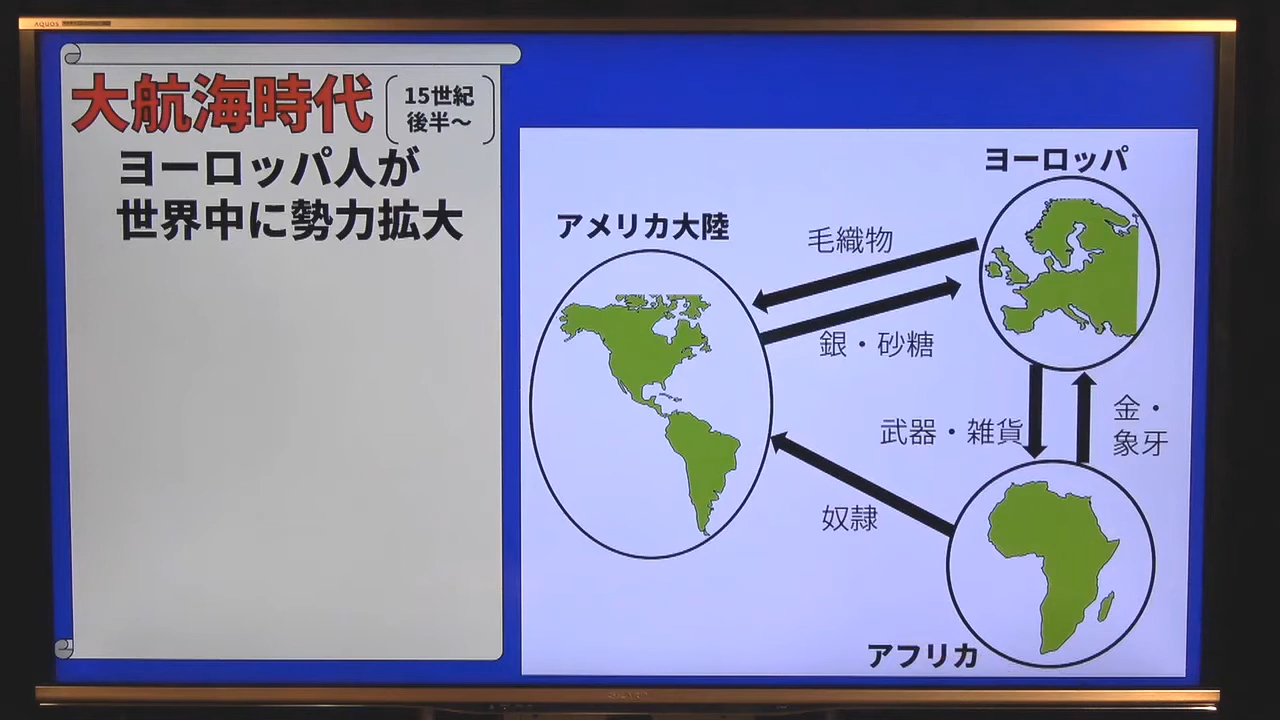 AQUOS
大航海時代
15世紀
後半～
ヨーロッパ人が
世界中に勢力拡大
ヨーロッパ
アメリカ大陸
毛織物
銀・砂糖
武器・雑貨
金・
象牙
奴隷
アフリカ